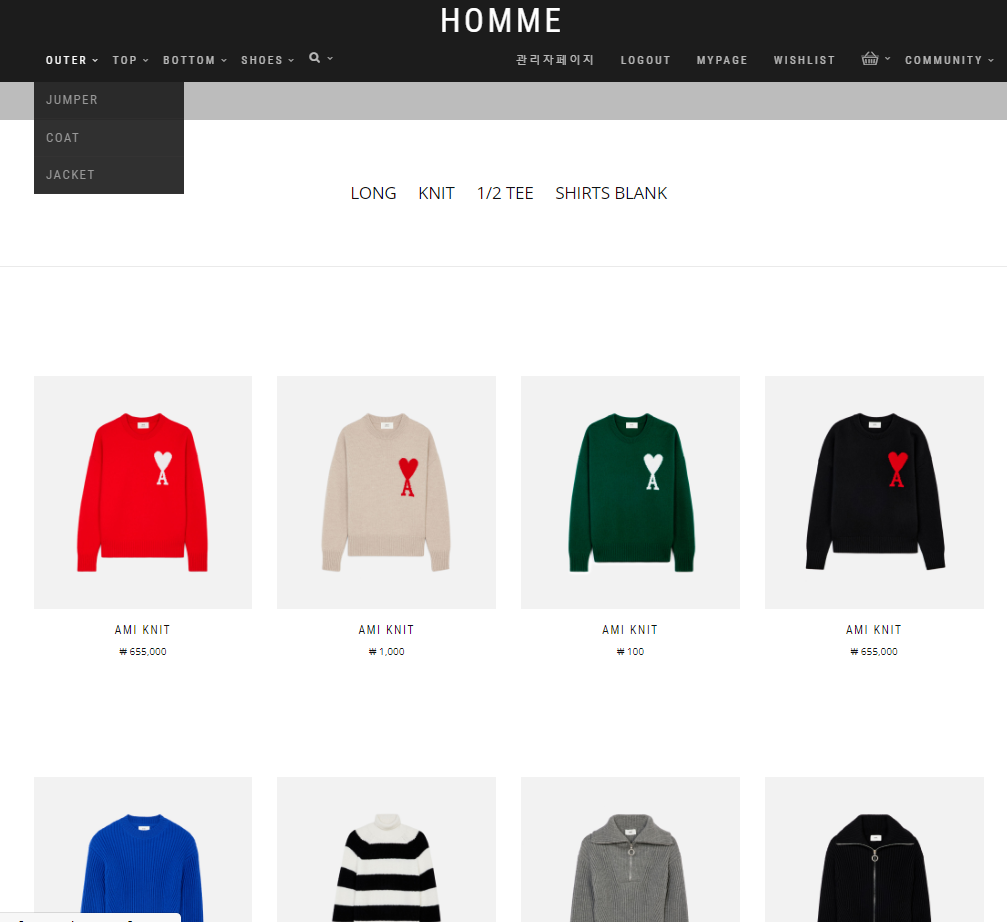 HOMME
OUTER TOP BOTTOM SHOES 관리자페이지 LOGOUT MYPAGE WISHLIST COMMUNITY
JUMPER
COAT
JACKET
LONG KNIT 1/2 TEE SHIRTS BLANK
A A A A
AMI KNIT AMI KNIT AMI KNIT AMI KNIT
₩ 655,000 ₩ 1,000 ₩ 100 ₩ 655,000